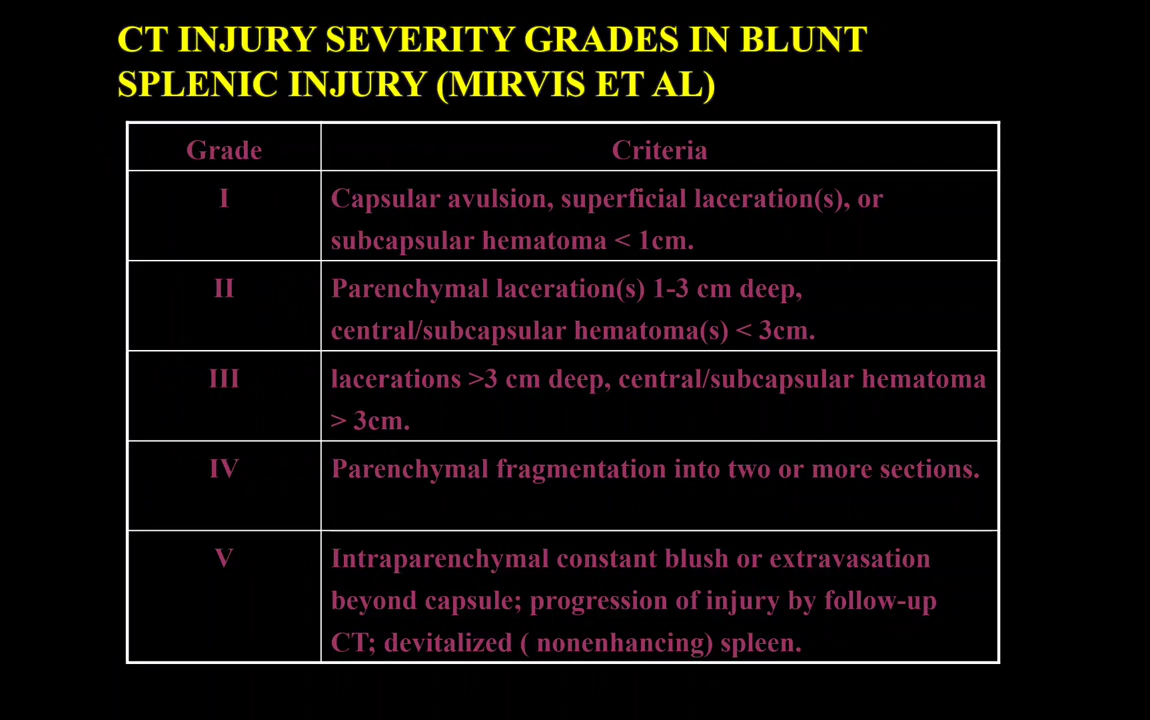 CT INJURY SEVERITY GRADES IN BLUNT
SPLENIC INJURY (MIRVIS ET AL)
Grade Criteria
I Capsular avulsion, superficial laceration(s), or
subcapsular hematoma < 1cm.
II Parenchymal laceration(s) 1-3 cm deep,
central/subcapsular hematoma(s) < 3cm.
III lacerations >3 cm deep, central/subcapsular hematoma
> 3cm.
IV Parenchymal fragmentation into two or more sections.
V Intraparenchymal constant blush or extravasation
beyond capsule; progression of injury by follow-up
CT; devitalized ( nonenhancing) spleen.